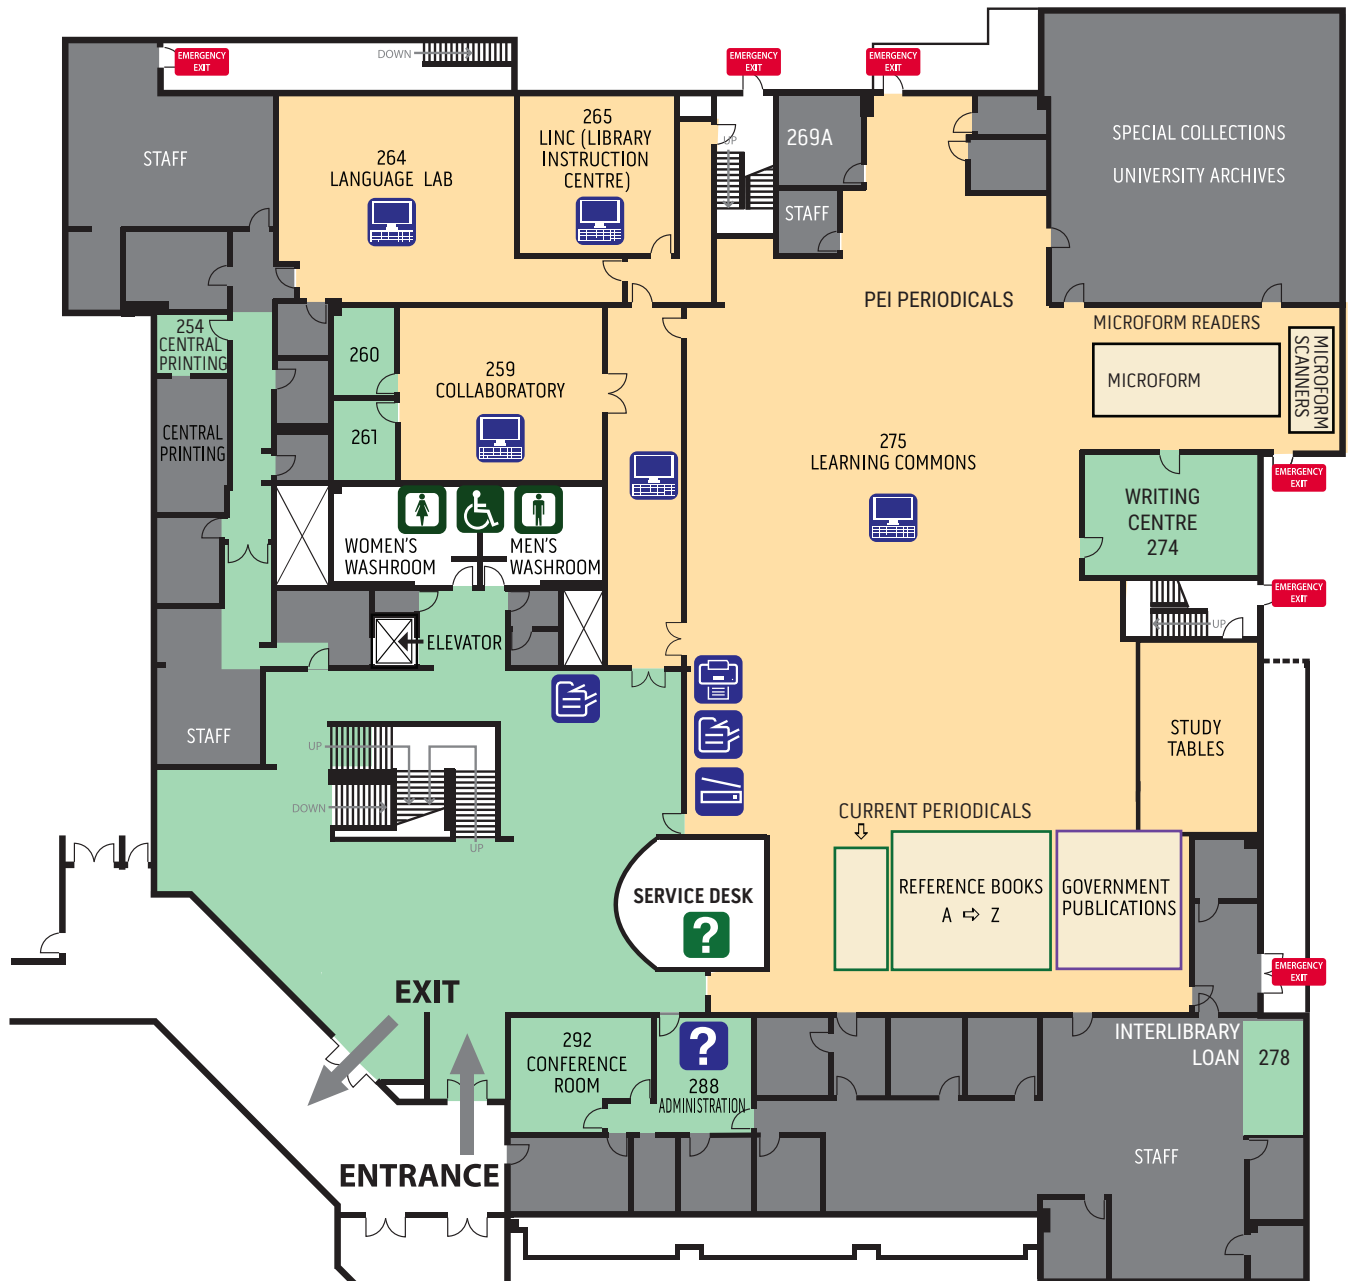 EMERGENCY
EXIT
DOWN
EMERGENCY
EXIT
EMERGENCY
EXIT
STAFF
264
LANGUAGE LAB
265
LINC (LIBRARY
INSTRUCTION
CENTRE)
UP
269A
STAFF
SPECIAL COLLECTIONS
UNIVERSITY ARCHIVES
PEI PERIODICALS
MICROFORM READERS
MICROFORM
MICROFORM
SCANNERS
254
CENTRAL
PRINTING
CENTRAL
PRINTING
260
261
259
COLLABORATORY
275
LEARNING COMMONS
EMERGENCY
EXIT
WRITING
CENTRE
274
WOMEN'S
WASHROOM
MEN'S
WASHROOM
EMERGENCY
EXIT
UP
ELEVATOR
STAFF
UP
DOWN
UP
STUDY
TABLES
CURRENT PERIODICALS
SERVICE DESK
?
REFERENCE BOOKS
A ⇨ Z
GOVERNMENT
PUBLICATIONS
EMERGENCY
EXIT
EXIT
ENTRANCE
292
CONFERENCE
ROOM
?
288
ADMINISTRATION
INTERLIBRARY
LOAN
278
STAFF